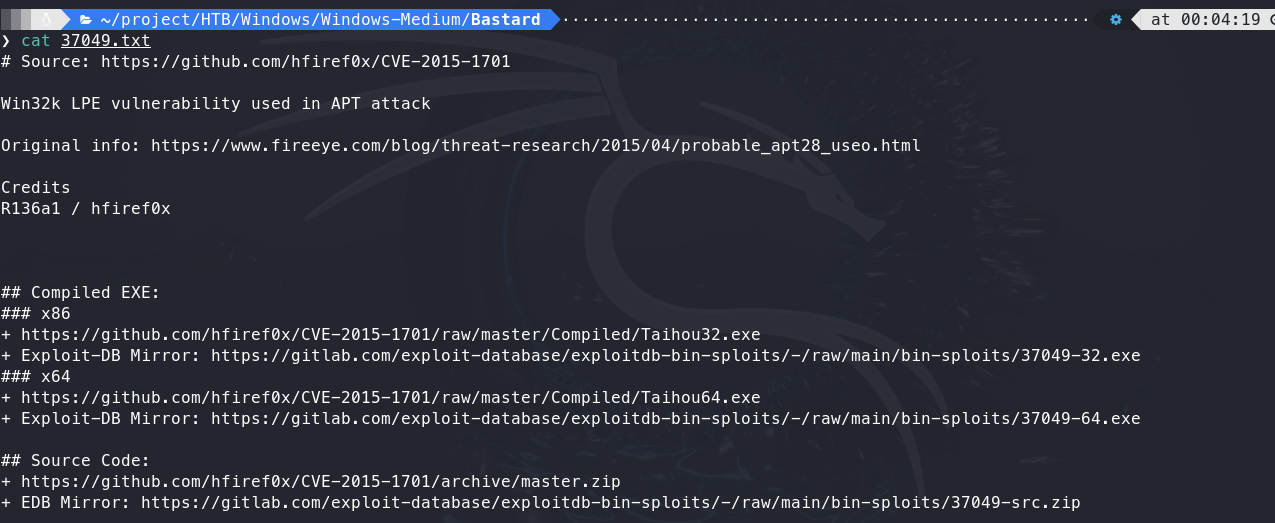 ~/project/HTB/Windows/Windows-Medium/Bastard at 00:04:19
❯ cat 37049.txt
# Source: https://github.com/hfiref0x/CVE-2015-1701
Win32k LPE vulnerability used in APT attack
Original info: https://www.fireeye.com/blog/threat-research/2015/04/probable_apt28_useo.html
Credits
R136a1 / hfiref0x
## Compiled EXE:
### x86
+ https://github.com/hfiref0x/CVE-2015-1701/raw/master/Compiled/Taihou32.exe
+ Exploit-DB Mirror: https://gitlab.com/exploit-database/exploitdb-bin-sploits/-/raw/main/bin-sploits/37049-32.exe
### x64
+ https://github.com/hfiref0x/CVE-2015-1701/raw/master/Compiled/Taihou64.exe
+ Exploit-DB Mirror: https://gitlab.com/exploit-database/exploitdb-bin-sploits/-/raw/main/bin-sploits/37049-64.exe
## Source Code:
+ https://github.com/hfiref0x/CVE-2015-1701/archive/master.zip
+ EDB Mirror: https://gitlab.com/exploit-database/exploitdb-bin-sploits/-/raw/main/bin-sploits/37049-src.zip